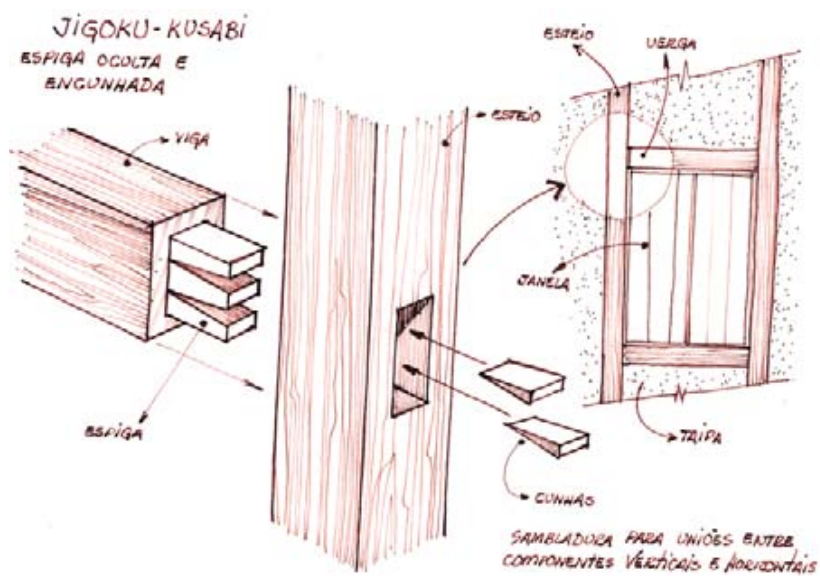 JIGOKU-KUSABI
ESPIGA OCULTA E
ENCUNHADA
VIGA
ESTEIO
ESTEIO
VERGA
JANELA
ESPIGA
CUNHAS
TAIPA
SAMBLADURA PARA UNIÕES ENTRE
COMPONENTES VERTICAIS E HORIZONTAIS